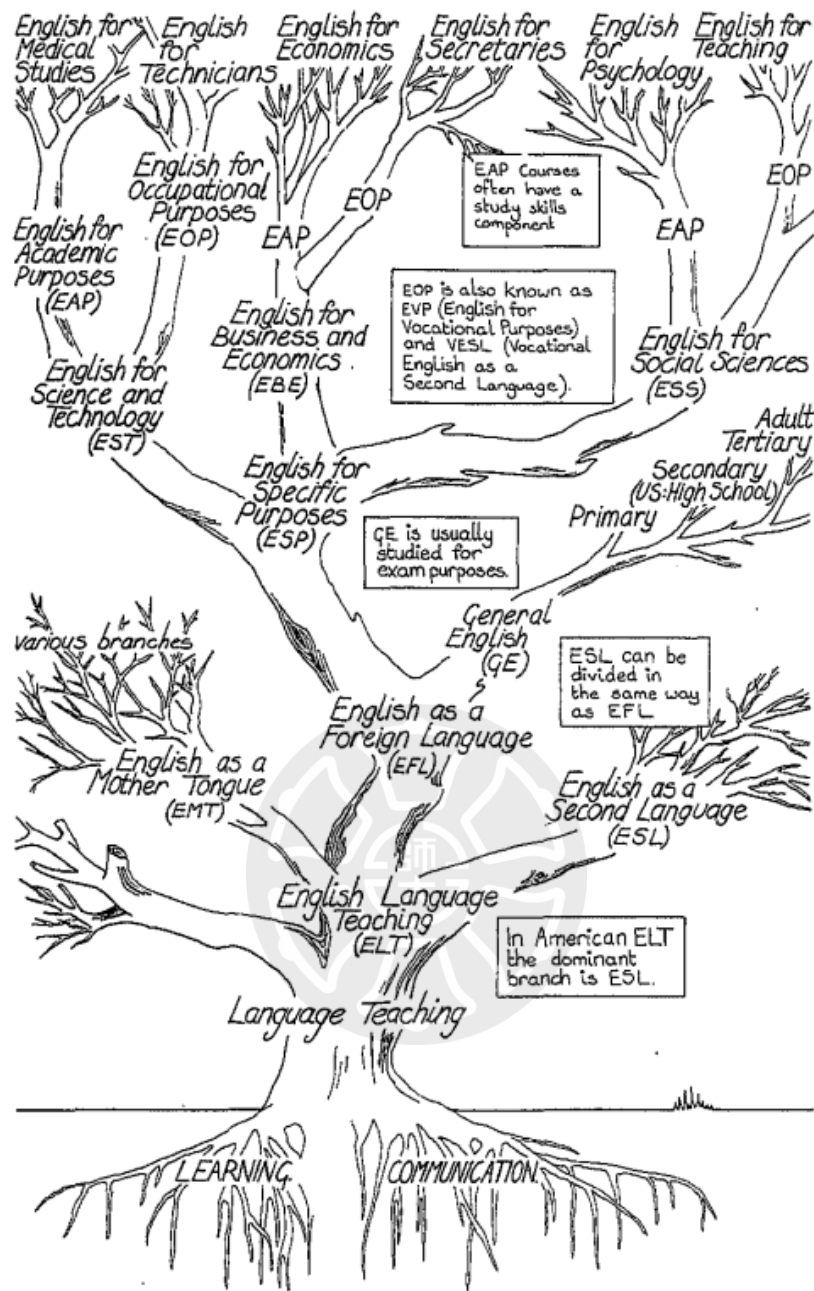 English for
Medical
Studies
English
for
Technicians
English for
Economics
English for
Secretaries
English
for
Psychology
English for
Teaching
English for
Occupational
Purposes
(EOP)
EAP Courses
often have a
study skills
component
EOP
EOP
English for
Academic
Purposes
(EAP)
EAP
EAP
English for
Business and
Economics
(EBE)
EOP is also known as
EVP (English for
Vocational Purposes)
and VESL (Vocational
English as a
Second Language).
English for
Social Sciences
(ESS)
English for
Science and
Technology
(EST)
Adult
Tertiary
Secondary
(US:High School)
Primary
English for
Specific
Purposes
(ESP)
GE is usually
studied for
exam purposes.
General
English
(GE)
various branches
ESL can be
divided in
the same way
as EFL
English as a
Foreign Language
(EFL)
English as a
Mother Tongue
(EMT)
English as a
Second Language
(ESL)
師
English Language
Teaching
(ELT)
In American ELT
the dominant
branch is ESL.
Language Teaching
LEARNING
COMMUNICATION